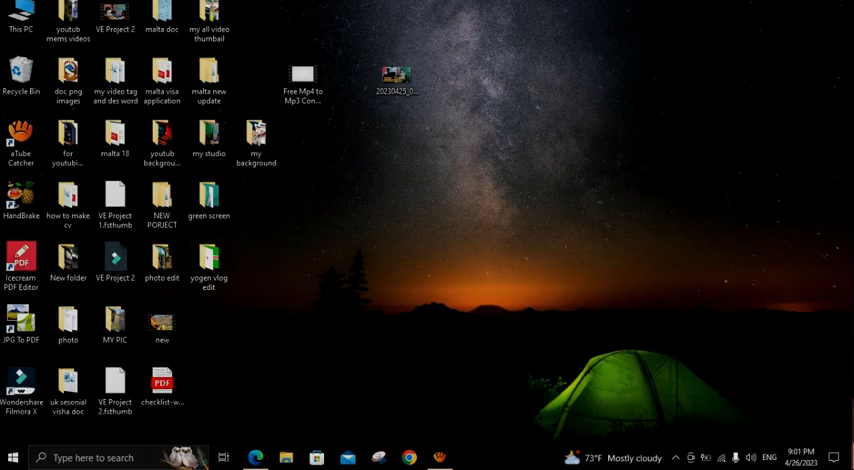 This PC
youtub
mems videos
VE Project 2
malta doc
my all video
thumbnail
Recycle Bin
doc png
images
my video tag
and des word
malta visa
application
malta new
update
Free Mp4 to
Mp3 Con...
20230425_0...
aTube
Catcher
for
youtubi...
malta 18
youtub
backgrou...
my studio
my
background
HandBrake
how to make
cv
VE Project
1.fsthumb
NEW
PORJECT
green screen
PDF
Icecream
PDF Editor
New folder
VE Project 2
photo edit
yogen vlog
edit
JPG To PDF
photo
MY PIC
new
Wondershare
Filmora X
uk sesonial
visha doc
VE Project
2.fsthumb
PDF
checklist-w...
Type here to search
73°F Mostly cloudy
ENG
9:01 PM
4/26/2023